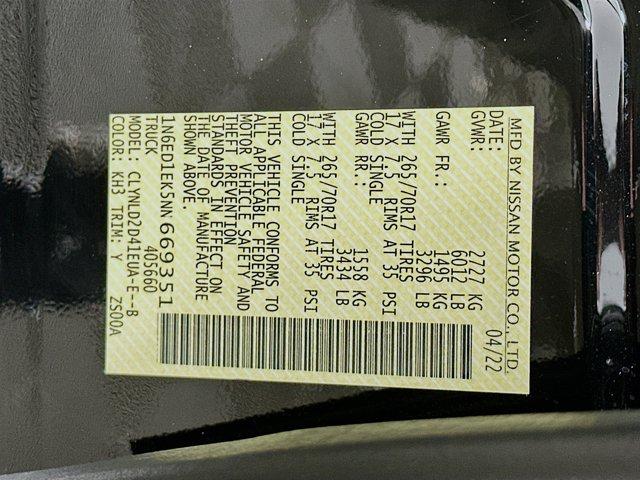 MFD BY NISSAN MOTOR CO., LTD.
DATE: 04/22
GVWR: 2727 KG
6012 LB
GAWR FR.: 1495 KG
3296 LB
WITH 265/70R17 TIRES
17 X 7.5 RIMS AT 35 PSI
COLD SINGLE
GAWR RR.: 1558 KG
3434 LB
WITH 265/70R17 TIRES
17 X 7.5 RIMS AT 35 PSI
COLD SINGLE
THIS VEHICLE CONFORMS TO
ALL APPLICABLE FEDERAL
MOTOR VEHICLE SAFETY AND
THEFT PREVENTION
STANDARDS IN EFFECT ON
THE DATE OF MANUFACTURE
SHOWN ABOVE.
1N6ED1EK5NN669351
TRUCK 405660
MODEL: CLYNLD2D41EUA-E--B
COLOR: KH3 TRIM: Y ZS00A